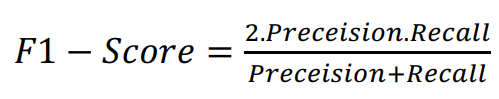 F1 − Score = 2.Preceision.Recall / Preceision+Recall